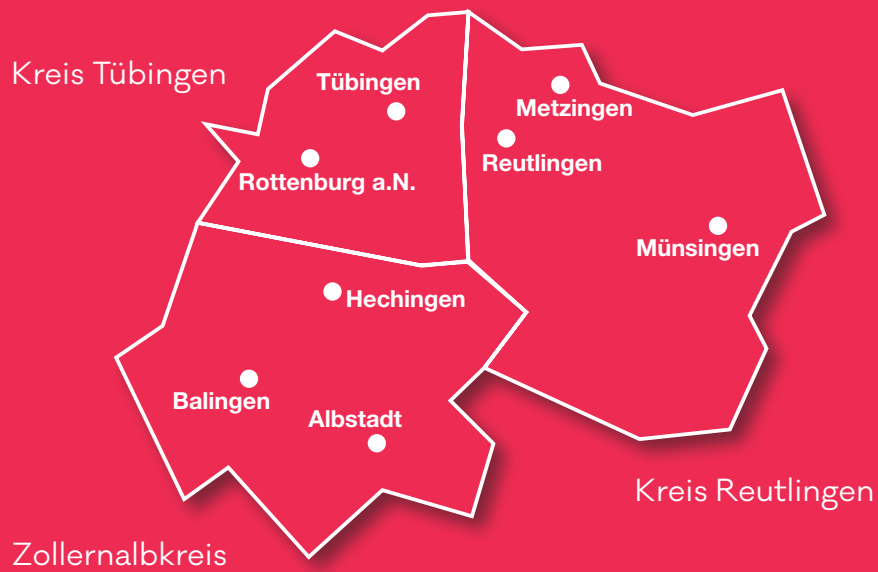 Kreis Tübingen
Tübingen
Metzingen
Reutlingen
Rottenburg a.N.
Münsingen
Hechingen
Balingen
Albstadt
Kreis Reutlingen
Zollernalbkreis